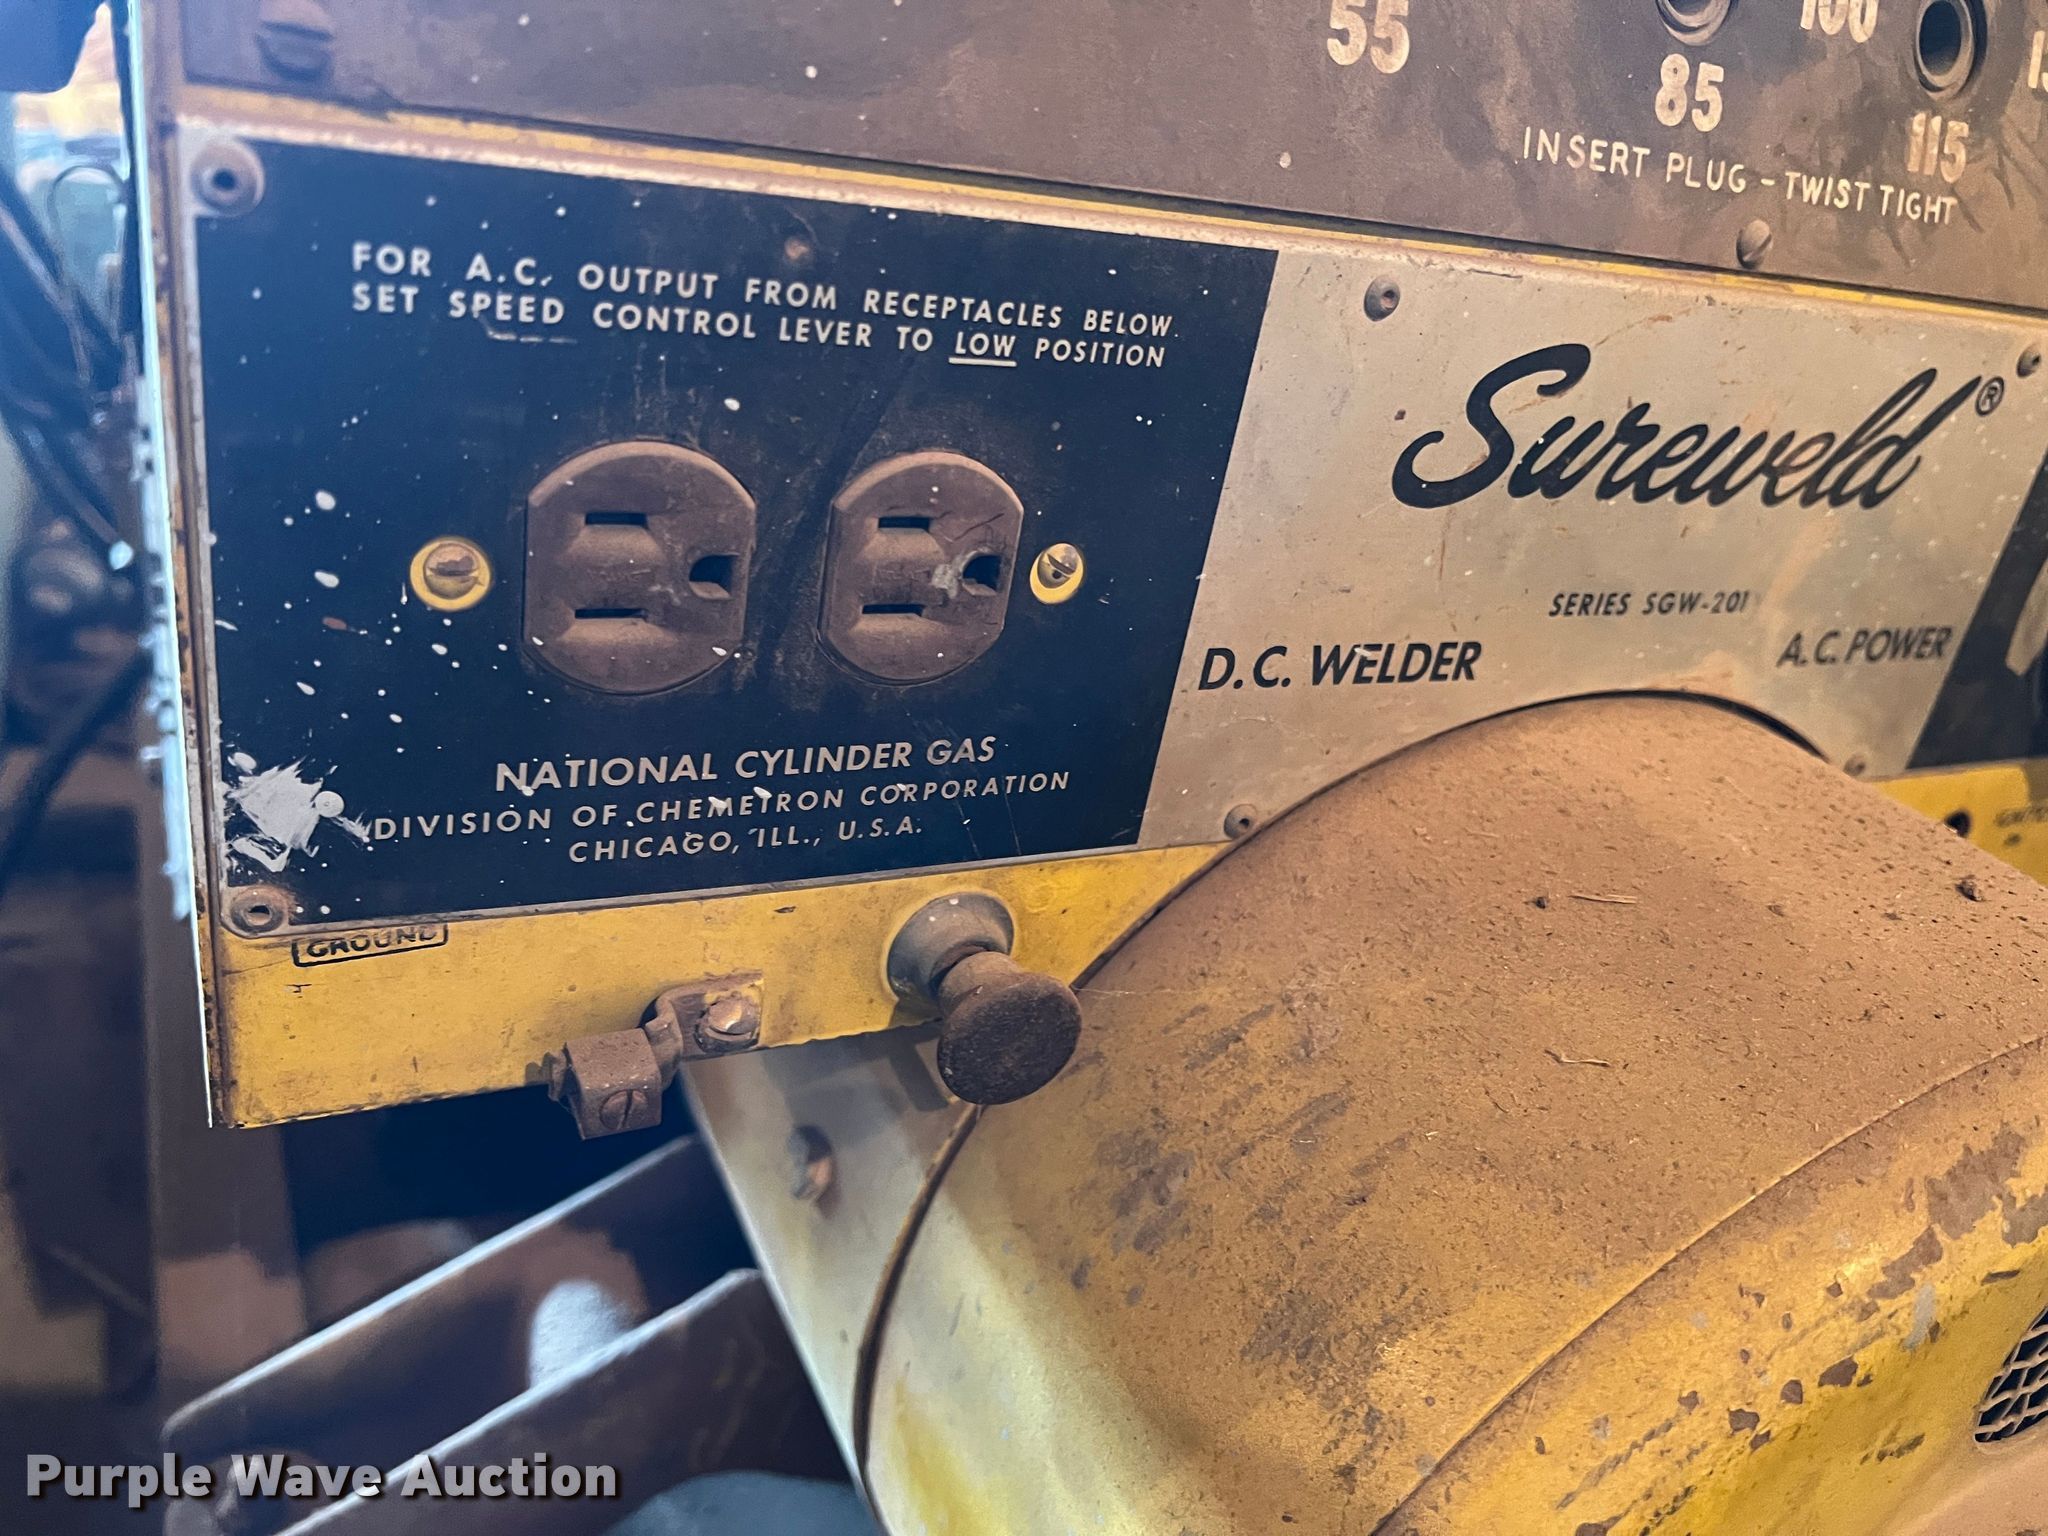 55
85
100
115
INSERT PLUG - TWIST TIGHT
FOR A.C. OUTPUT FROM RECEPTACLES BELOW.
SET SPEED CONTROL LEVER TO LOW POSITION
Sureweld®
SERIES SGW-201
D.C. WELDER
A.C. POWER
NATIONAL CYLINDER GAS
DIVISION OF CHEMETRON CORPORATION
CHICAGO, ILL., U.S.A.
GROUND
Purple Wave Auction